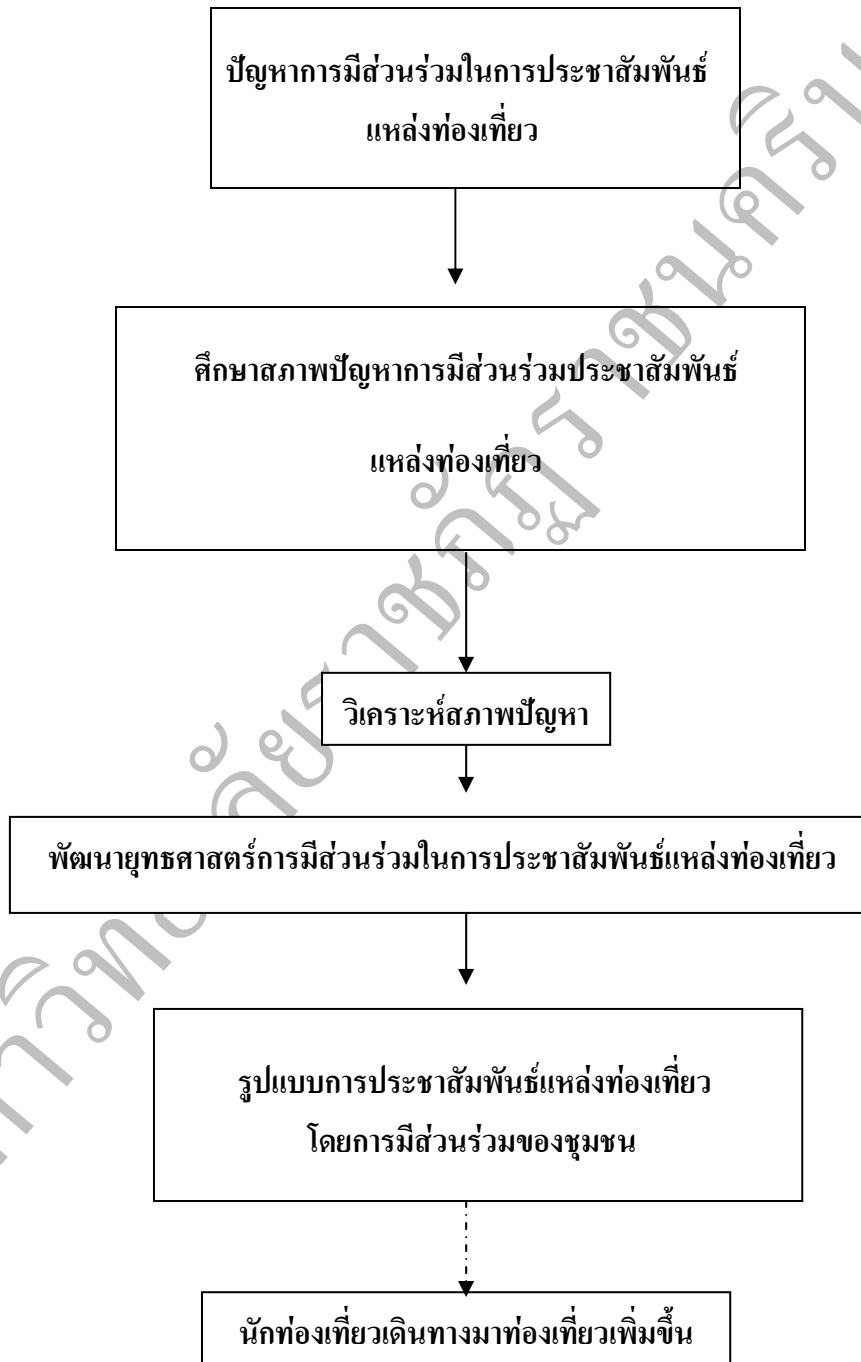 ปัญหาการมีส่วนร่วมในการประชาสัมพันธ์
แหล่งท่องเที่ยว
ศึกษาสภาพปัญหาการมีส่วนร่วมประชาสัมพันธ์
แหล่งท่องเที่ยว
วิเคราะห์สภาพปัญหา
พัฒนายุทธศาสตร์การมีส่วนร่วมในการประชาสัมพันธ์แหล่งท่องเที่ยว
รูปแบบการประชาสัมพันธ์แหล่งท่องเที่ยว
โดยการมีส่วนร่วมของชุมชน
นักท่องเที่ยวเดินทางมาท่องเที่ยวเพิ่มขึ้น